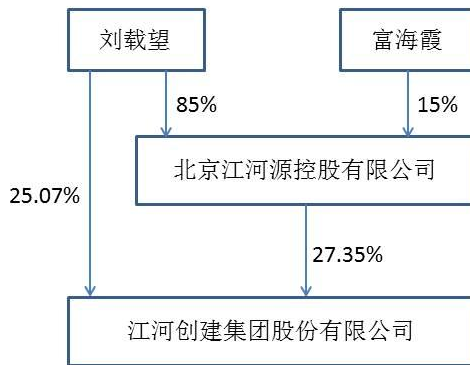 刘载望
富海霞
85%
15%
北京江河源控股有限公司
25.07%
27.35%
江河创建集团股份有限公司